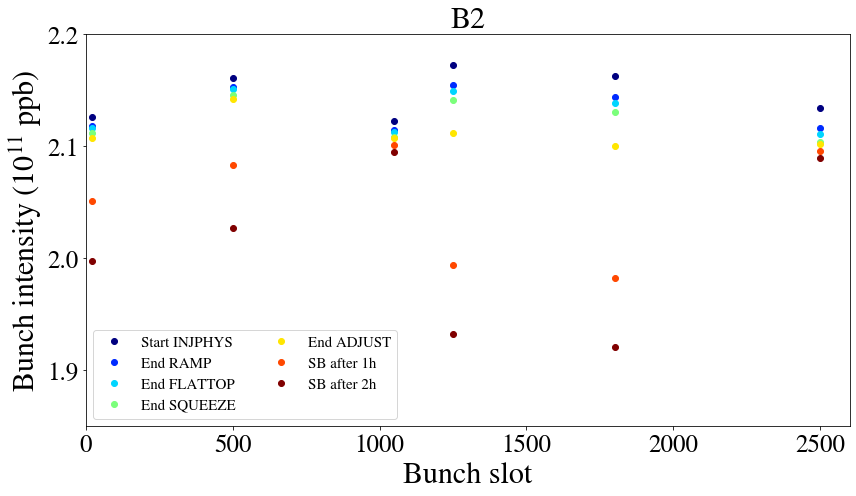 B2
Bunch intensity (10¹¹ ppb)
2.2
2.1
2.0
1.9
Start INJPHYS
End RAMP
End FLATTOP
End SQUEEZE
End ADJUST
SB after 1h
SB after 2h
0 500 1000 1250 1500 2000 2500
Bunch slot